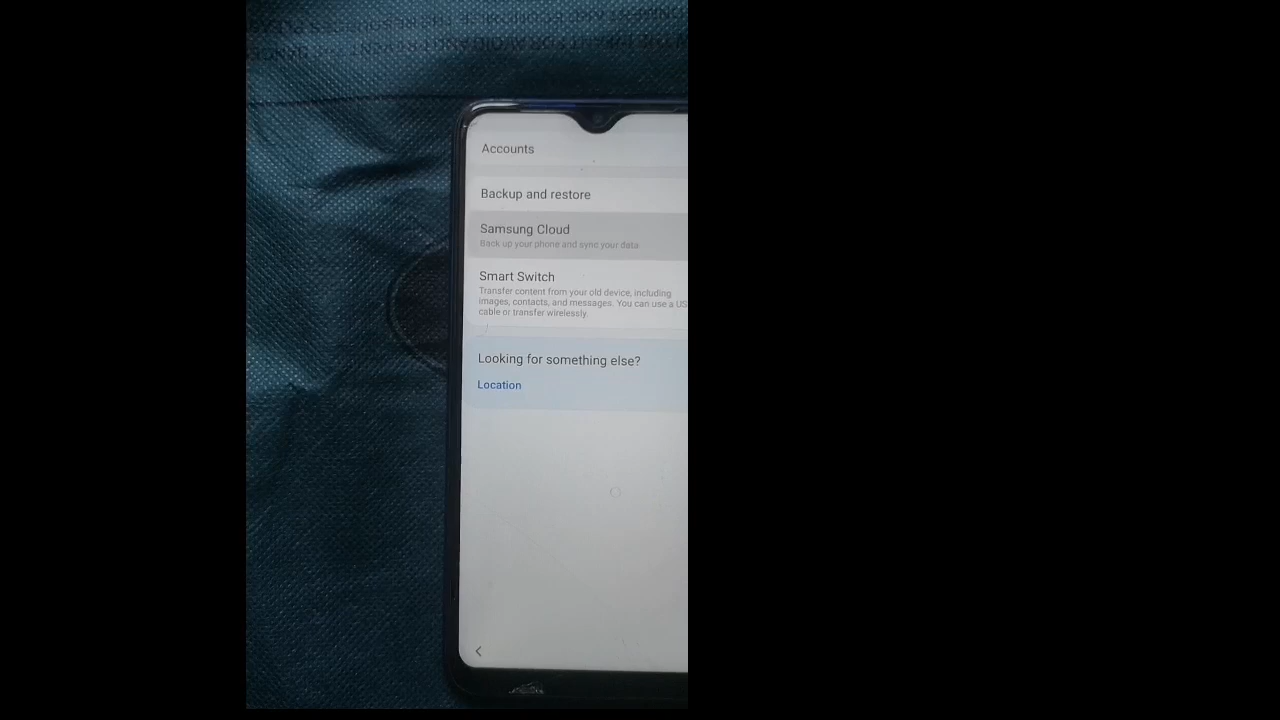 Accounts
Backup and restore
Samsung Cloud
Back up your phone and sync your data.
Smart Switch
Transfer content from your old device, including
images, contacts, and messages. You can use a US
cable or transfer wirelessly.
Looking for something else?
Location